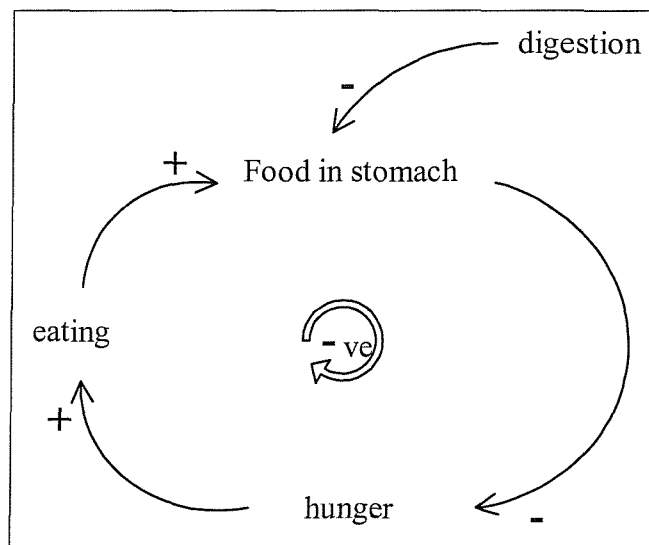 digestion
-
+
Food in stomach
eating
- ve
+
hunger
-